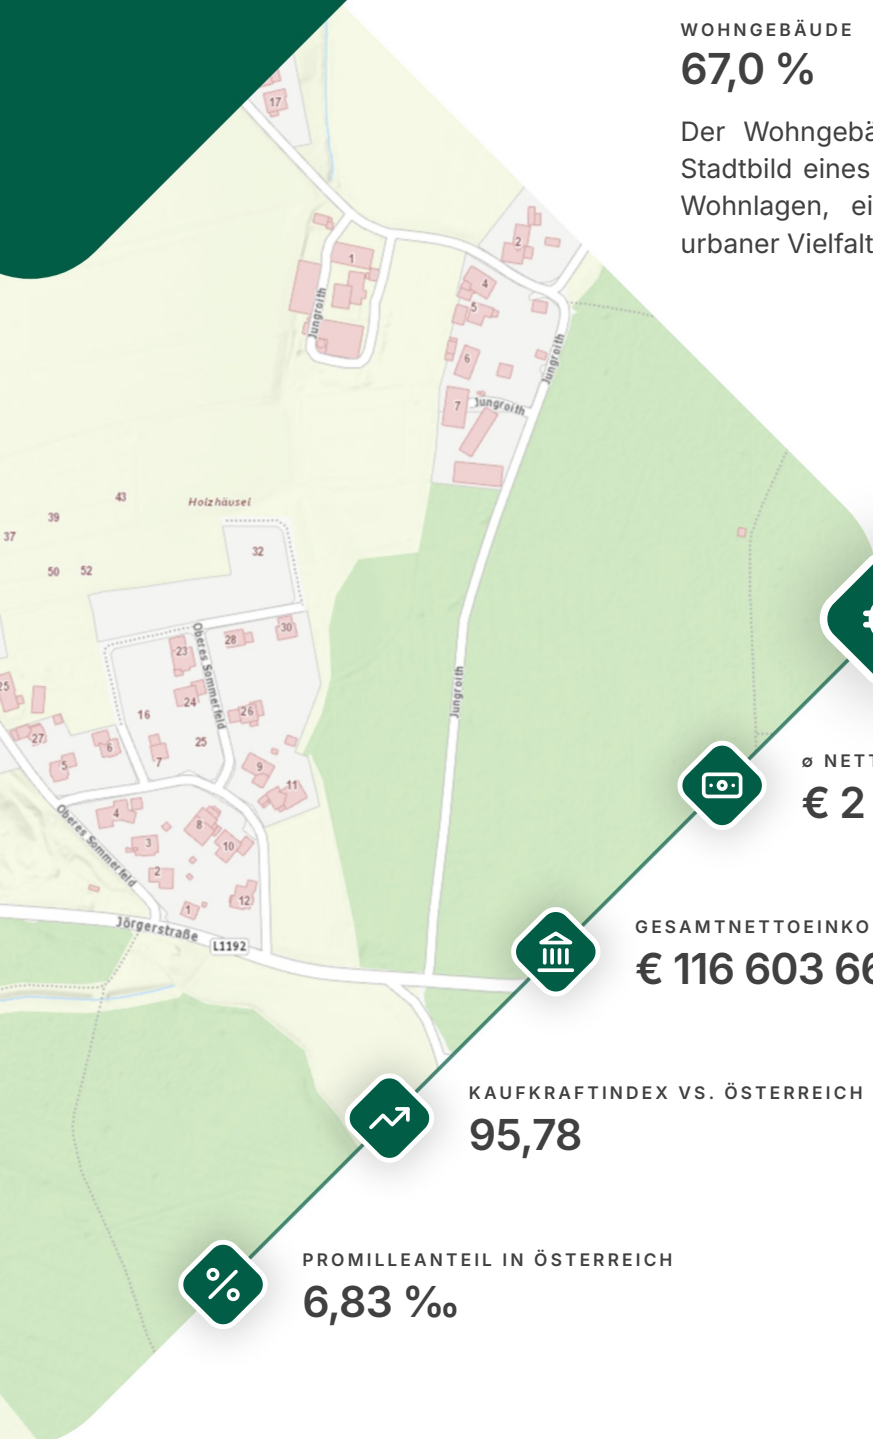 WOHNGEBÄUDE
67,0 %
Der Wohngebä
Stadtbild eines
Wohnlagen, ei
urbaner Vielfalt
17
2
1
4
5
6
7
Jungroith
Jungroith
Jungroith
43
Holzhäusel
39
37
50 52
32
30
28
23
Oberes Sommerfeld
24
26
16
25
25
27
6
5
7
9
11
4
8
3
10
2
12
1
Oberes Sommerfeld
Jungroith
Jörgerstraße
L1192
ø NETT
€ 2
GESAMTNETTOEINKO
€ 116 603 66
KAUFKRAFTINDEX VS. ÖSTERREICH
95,78
PROMILLEANTEIL IN ÖSTERREICH
6,83 ‰